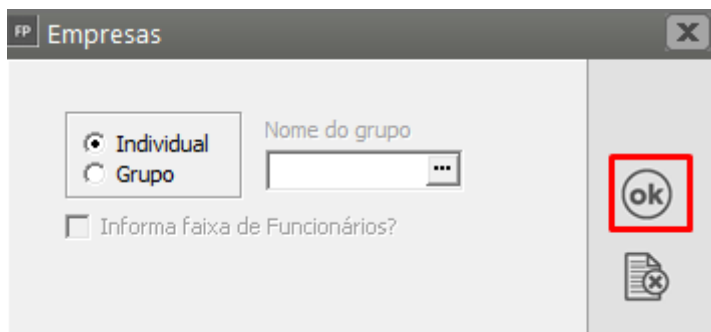 FP Empresas
Individual
Grupo
Nome do grupo
...
Informa faixa de Funcionários?
ok